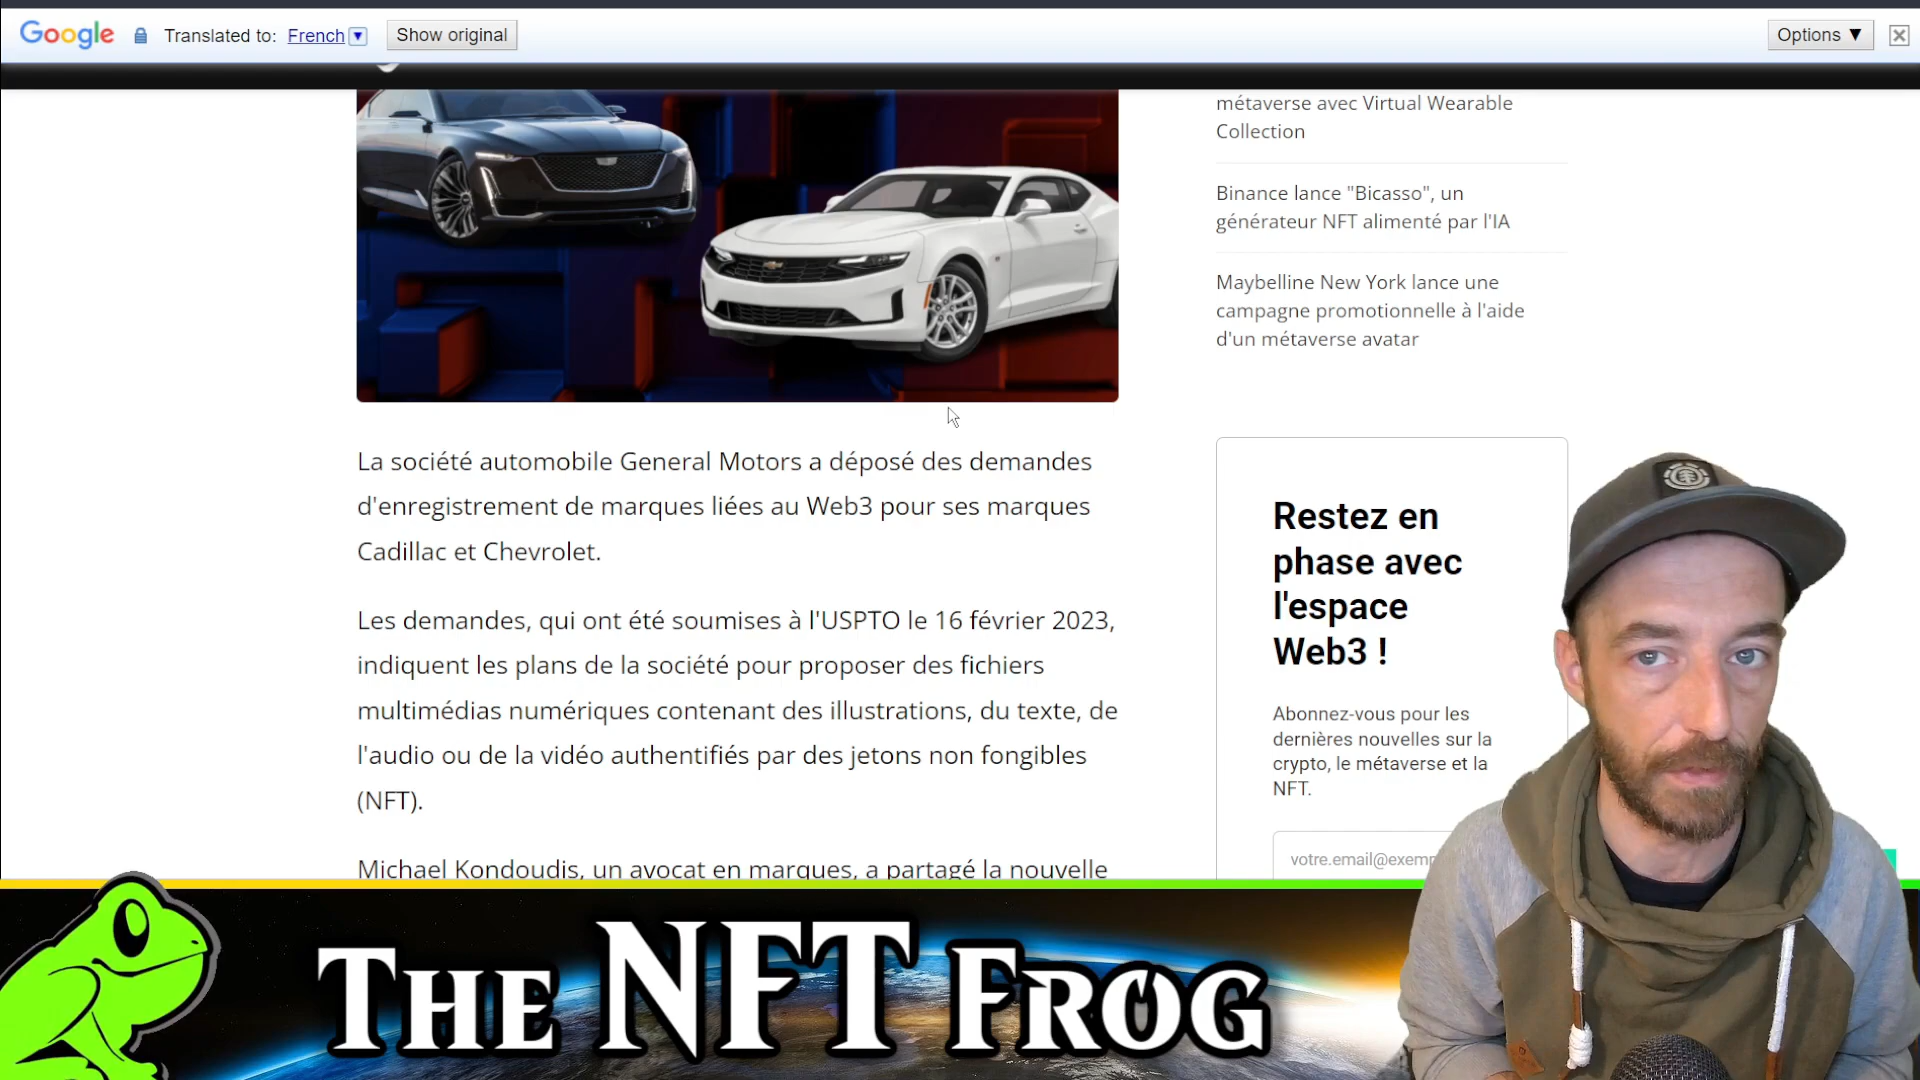 Google
Translated to: French
Show original
Options ▼
métaverse avec Virtual Wearable
Collection
Binance lance "Bicasso", un
générateur NFT alimenté par l'IA
Maybelline New York lance une
campagne promotionnelle à l'aide
d'un métaverse avatar
La société automobile General Motors a déposé des demandes
d'enregistrement de marques liées au Web3 pour ses marques
Cadillac et Chevrolet.
Les demandes, qui ont été soumises à l'USPTO le 16 février 2023,
indiquent les plans de la société pour proposer des fichiers
multimédias numériques contenant des illustrations, du texte, de
l'audio ou de la vidéo authentifiés par des jetons non fongibles
(NFT).
Michael Kondoudis, un avocat en marques, a partagé la nouvelle
Restez en
phase avec
l'espace
Web3 !
Abonnez-vous pour les
dernières nouvelles sur la
crypto, le métaverse et la
NFT.
The NFT Frog